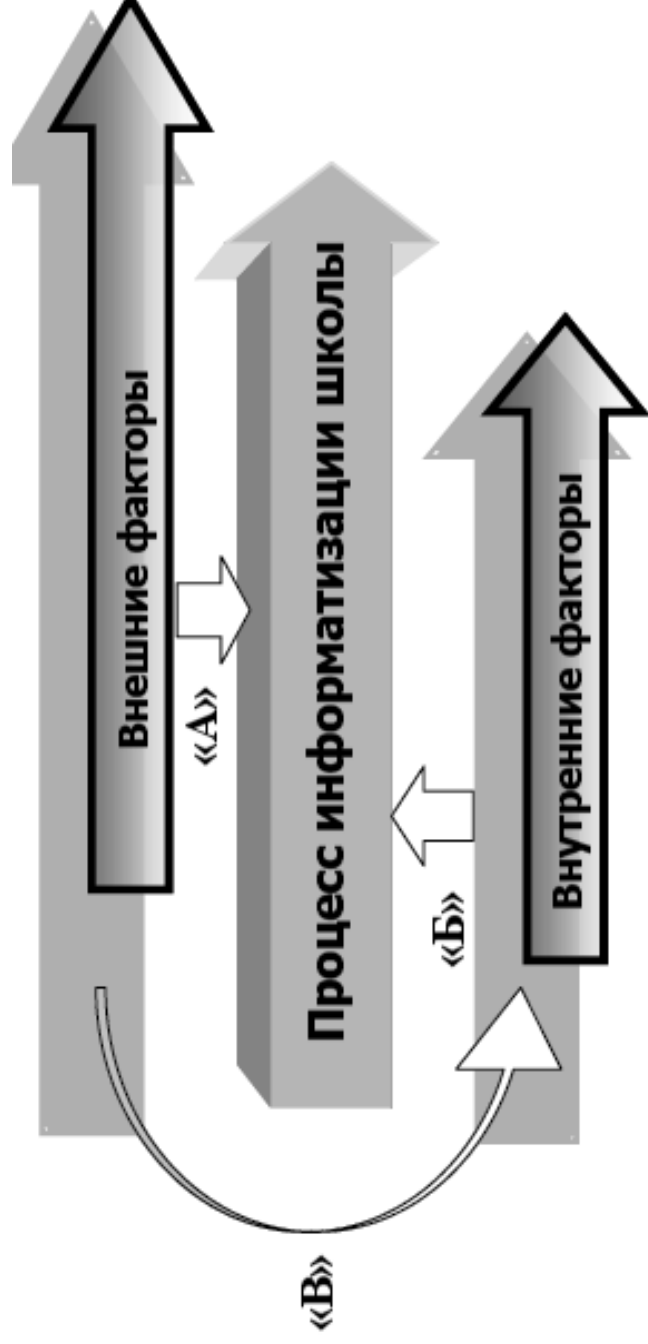 Внешние факторы
«А»
Процесс информатизации школы
«Б»
Внутренние факторы
«В»